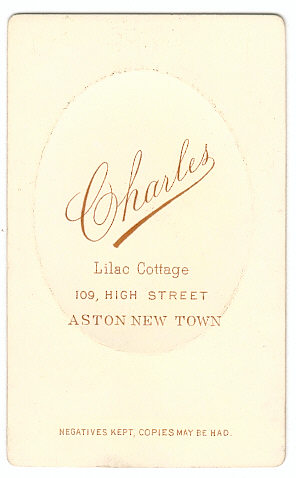 Charles
Lilac Cottage
109, HIGH STREET
ASTON NEW TOWN
NEGATIVES KEPT, COPIES MAY BE HAD.